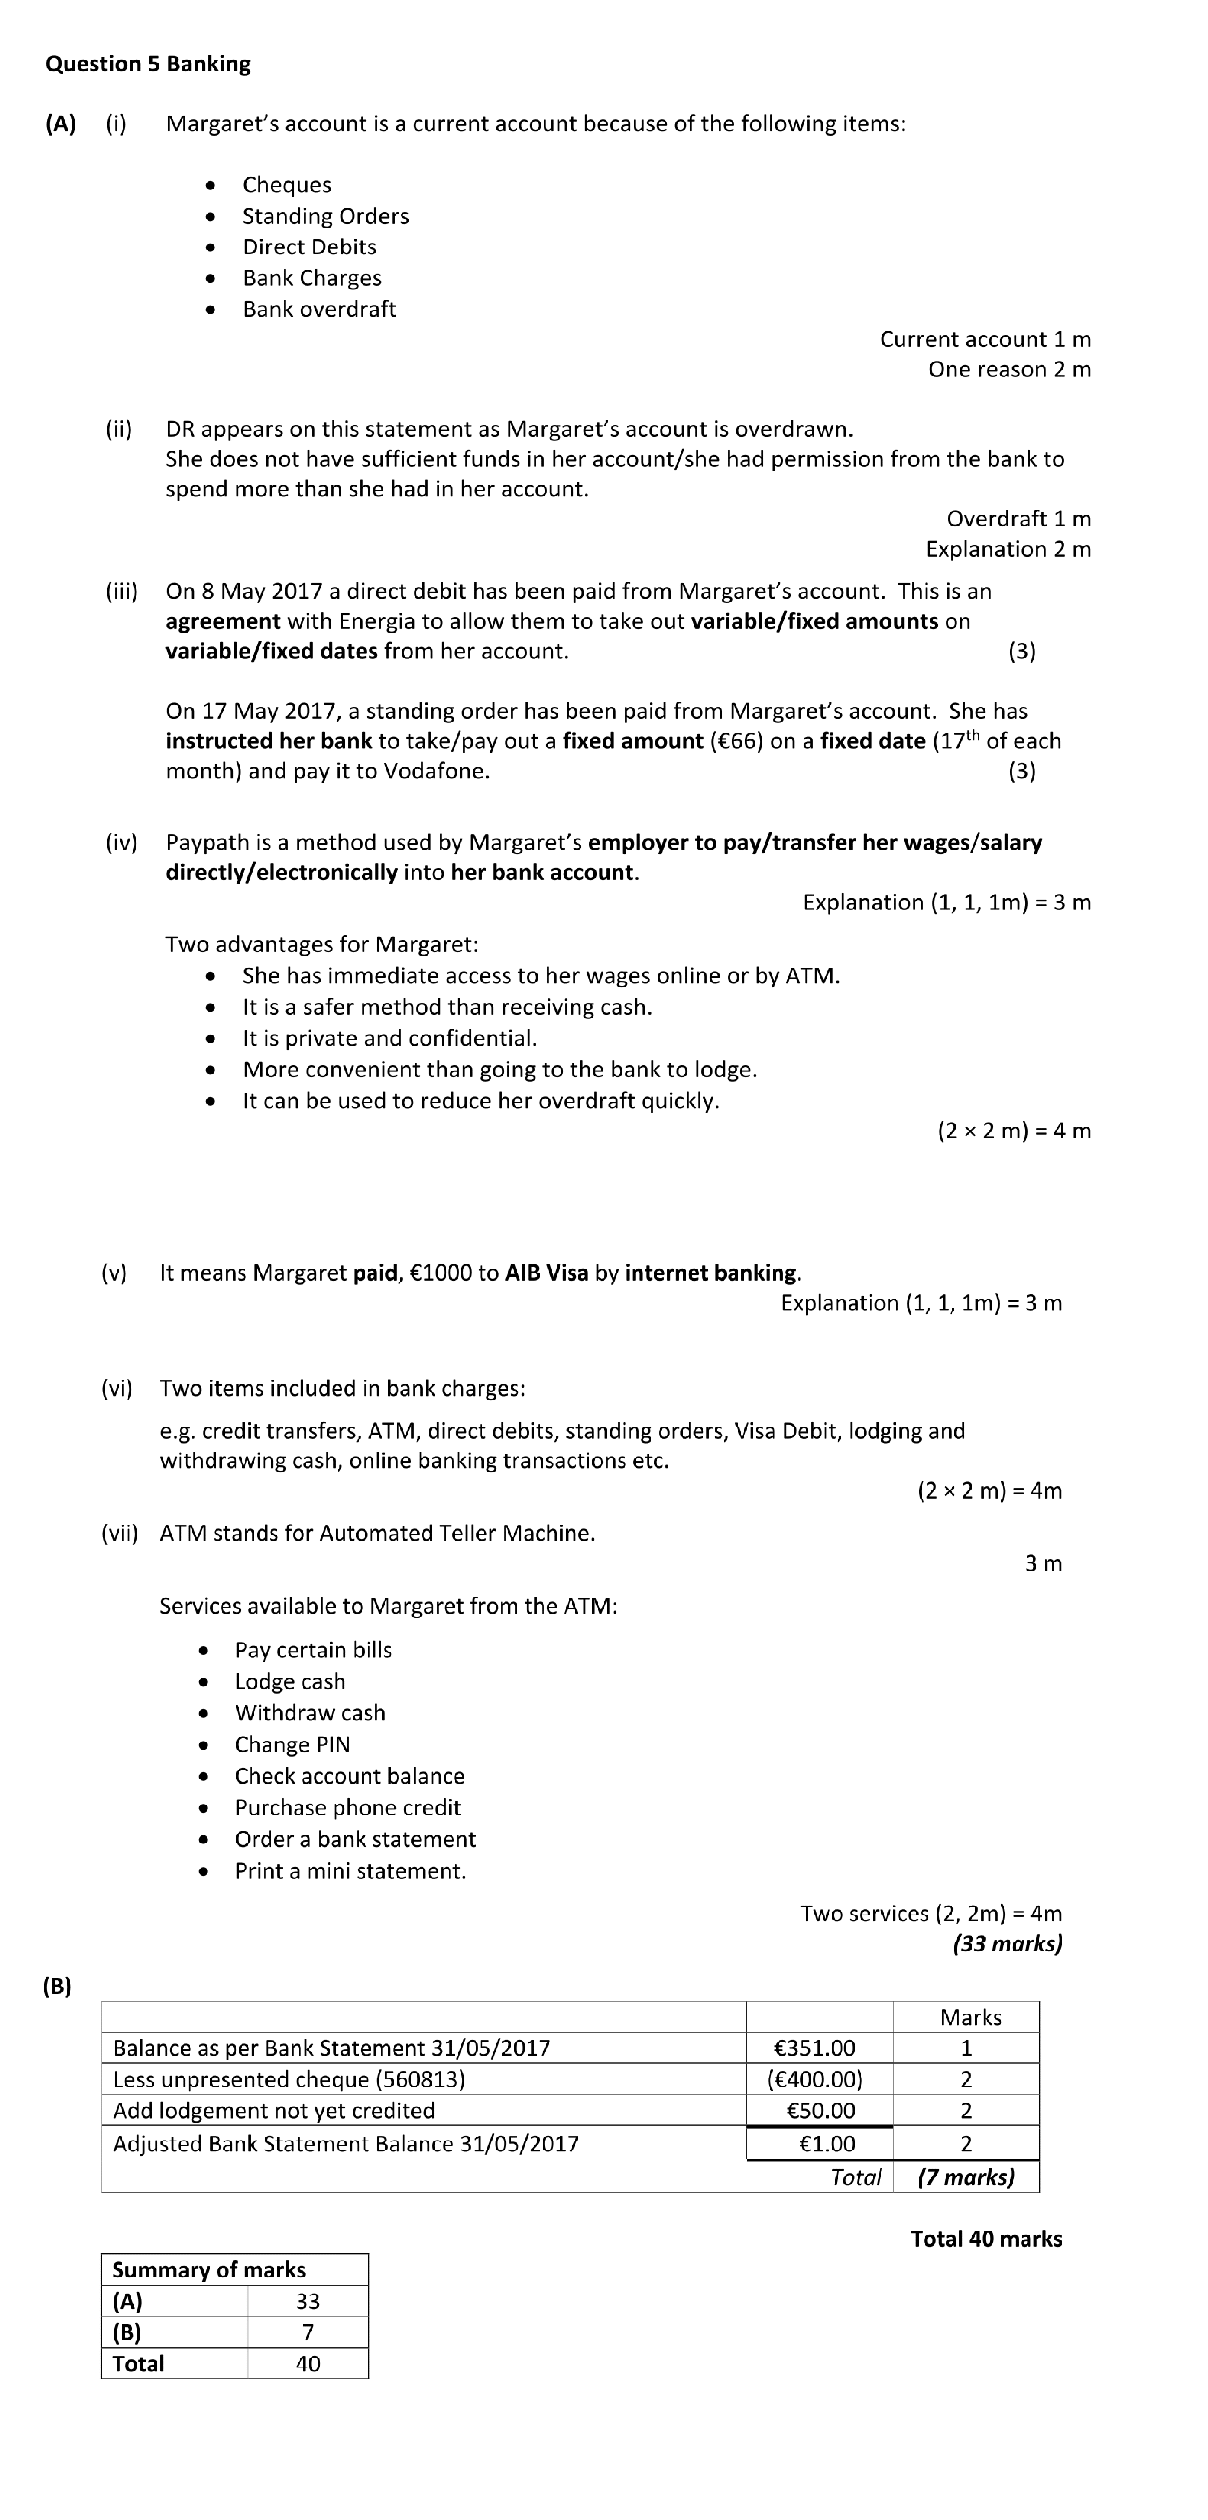 Question 5 Banking
(A) (i) Margaret’s account is a current account because of the following items:
• Cheques
• Standing Orders
• Direct Debits
• Bank Charges
• Bank overdraft
Current account 1 m
One reason 2 m
(ii) DR appears on this statement as Margaret’s account is overdrawn.
She does not have sufficient funds in her account/she had permission from the bank to
spend more than she had in her account.
Overdraft 1 m
Explanation 2 m
(iii) On 8 May 2017 a direct debit has been paid from Margaret’s account. This is an
agreement with Energia to allow them to take out variable/fixed amounts on
variable/fixed dates from her account. (3)
On 17 May 2017, a standing order has been paid from Margaret’s account. She has
instructed her bank to take/pay out a fixed amount (€66) on a fixed date (17th of each
month) and pay it to Vodafone. (3)
(iv) Paypath is a method used by Margaret’s employer to pay/transfer her wages/salary
directly/electronically into her bank account.
Explanation (1, 1, 1m) = 3 m
Two advantages for Margaret:
• She has immediate access to her wages online or by ATM.
• It is a safer method than receiving cash.
• It is private and confidential.
• More convenient than going to the bank to lodge.
• It can be used to reduce her overdraft quickly.
(2 × 2 m) = 4 m
(v) It means Margaret paid, €1000 to AIB Visa by internet banking.
Explanation (1, 1, 1m) = 3 m
(vi) Two items included in bank charges:
e.g. credit transfers, ATM, direct debits, standing orders, Visa Debit, lodging and
withdrawing cash, online banking transactions etc.
(2 × 2 m) = 4m
(vii) ATM stands for Automated Teller Machine.
3 m
Services available to Margaret from the ATM:
• Pay certain bills
• Lodge cash
• Withdraw cash
• Change PIN
• Check account balance
• Purchase phone credit
• Order a bank statement
• Print a mini statement.
Two services (2, 2m) = 4m
(33 marks)
(B)
Marks
Balance as per Bank Statement 31/05/2017 €351.00 1
Less unpresented cheque (560813) (€400.00) 2
Add lodgement not yet credited €50.00 2
Adjusted Bank Statement Balance 31/05/2017 €1.00 2
Total (7 marks)
Total 40 marks
Summary of marks
(A) 33
(B) 7
Total 40